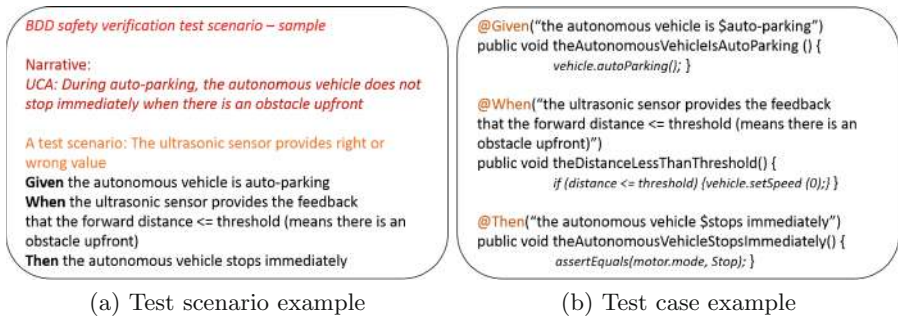 BDD safety verification test scenario – sample
Narrative:
UCA: During auto-parking, the autonomous vehicle does not
stop immediately when there is an obstacle upfront
A test scenario: The ultrasonic sensor provides right or
wrong value
Given the autonomous vehicle is auto-parking
When the ultrasonic sensor provides the feedback
that the forward distance <= threshold (means there is an
obstacle upfront)
Then the autonomous vehicle stops immediately
(a) Test scenario example
@Given(“the autonomous vehicle is $auto-parking”)
public void theAutonomousVehicleIsAutoParking () {
vehicle.autoParking(); }
@When(“the ultrasonic sensor provides the feedback
that the forward distance <= threshold (means there is an
obstacle upfront)”)
public void theDistanceLessThanThreshold() {
if (distance <= threshold) {vehicle.setSpeed (0);} }
@Then(“the autonomous vehicle $stops immediately”)
public void theAutonomousVehicleStopsImmediately() {
assertEquals(motor.mode, Stop); }
(b) Test case example